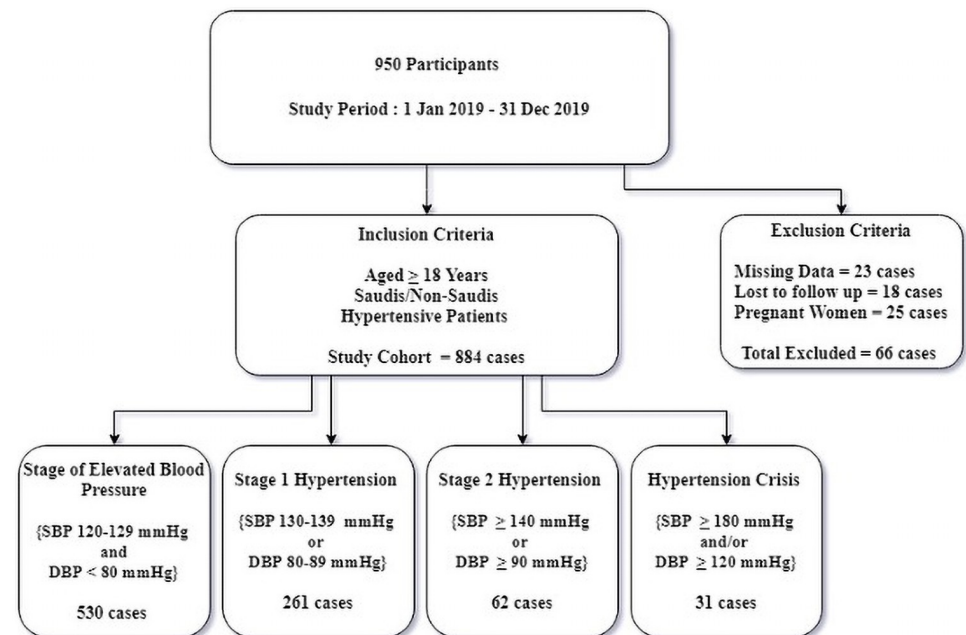 950 Participants
Study Period : 1 Jan 2019 - 31 Dec 2019
Inclusion Criteria
Aged ≥ 18 Years
Saudis/Non-Saudis
Hypertensive Patients
Study Cohort = 884 cases
Exclusion Criteria
Missing Data = 23 cases
Lost to follow up = 18 cases
Pregnant Women = 25 cases
Total Excluded = 66 cases
Stage of Elevated Blood
Pressure
{SBP 120-129 mmHg
and
DBP < 80 mmHg}
530 cases
Stage 1 Hypertension
{SBP 130-139 mmHg
or
DBP 80-89 mmHg}
261 cases
Stage 2 Hypertension
{SBP ≥ 140 mmHg
or
DBP ≥ 90 mmHg}
62 cases
Hypertension Crisis
{SBP ≥ 180 mmHg
and/or
DBP ≥ 120 mmHg}
31 cases